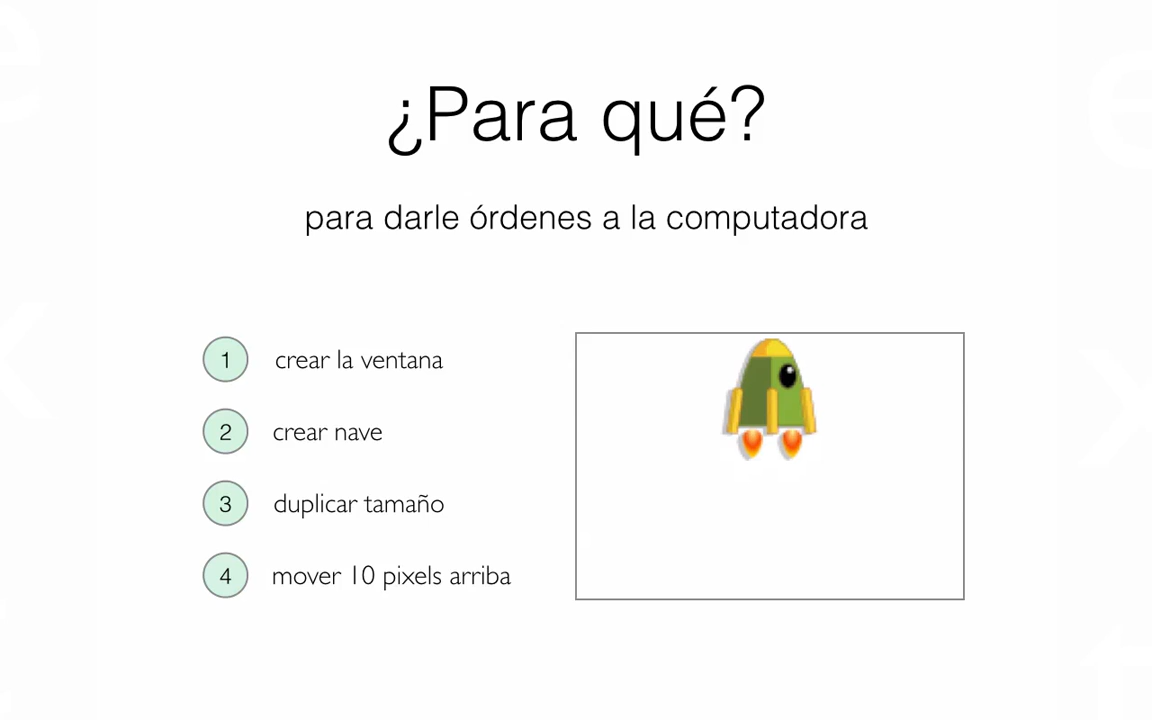 ¿Para qué?
para darle órdenes a la computadora
1 crear la ventana
2 crear nave
3 duplicar tamaño
4 mover 10 pixels arriba